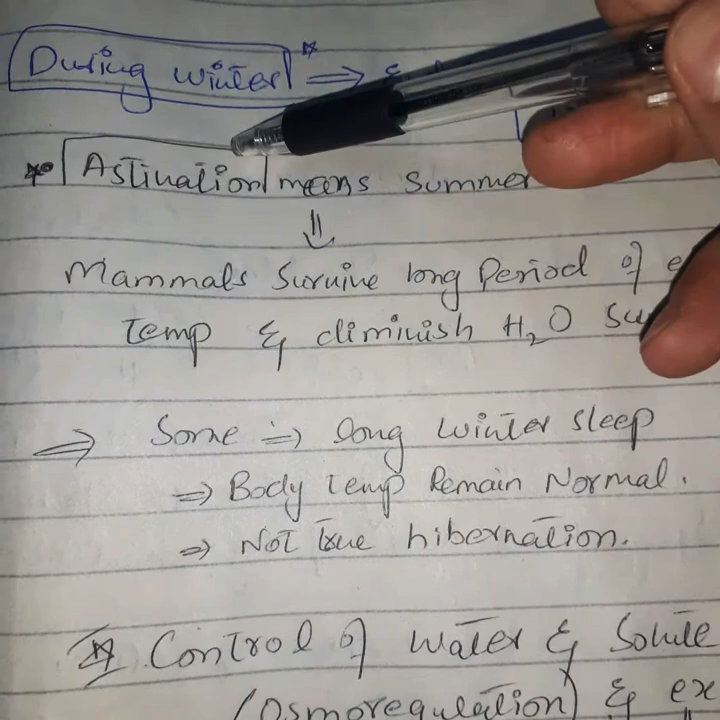 During winter ⇒
Astivation means Summer
⇓
Mammals Survive long Period of
temp & diminish H₂O
⇒ Some ⇒ long winter sleep
⇒ Body temp Remain Normal.
⇒ Not true hibernation.
Control of Water & Solute
(Osmoregulation) & ex